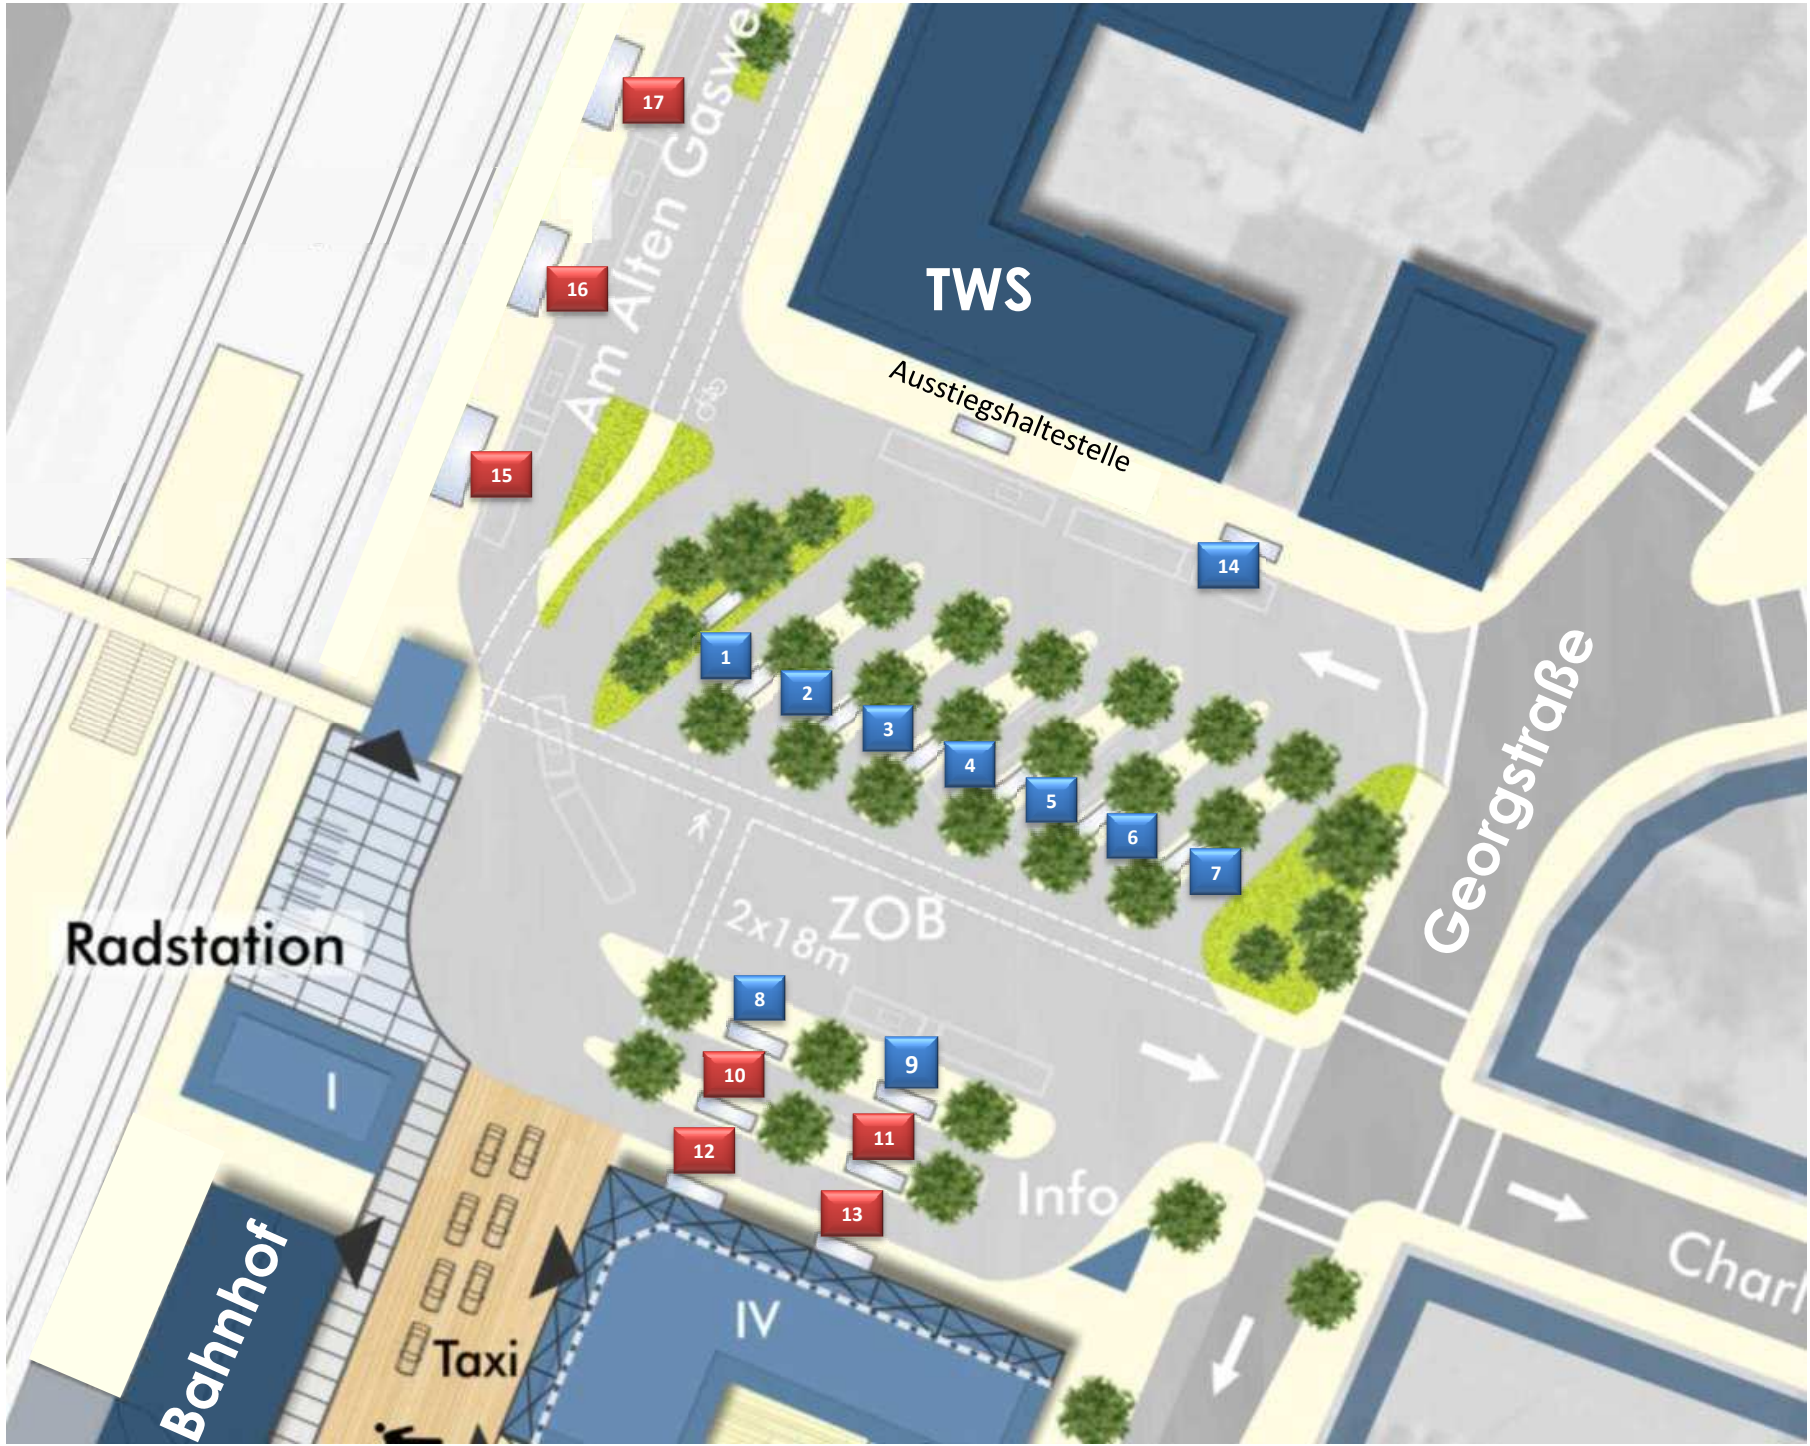 17
Am Alten Gaswe
16
TWS
Ausstiegshaltestelle
15
14
1
2
3
4
5
6
7
Georgstraße
ZOB
2x18m
Radstation
8
9
10
11
12
13
I
Info
Charl
Bahnhof
IV
Taxi